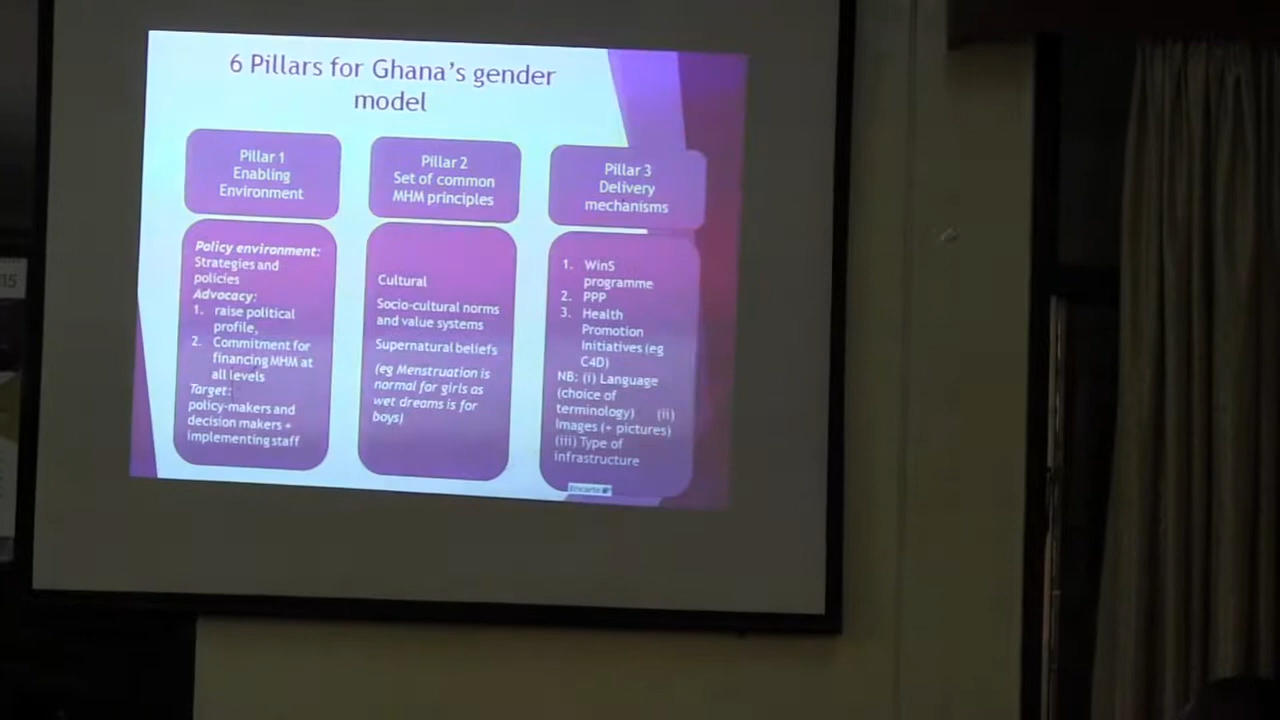 6 Pillars for Ghana's gender
model
Pillar 1
Enabling
Environment
Policy environment:
Strategies and
policies
Advocacy:
1. raise political
profile,
2. Commitment for
financing MHM at
all levels
Target:
policy-makers and
decision makers +
implementing staff
Pillar 2
Set of common
MHM principles
Cultural
Socio-cultural norms
and value systems
Supernatural beliefs
(eg Menstruation is
normal for girls as
wet dreams is for
boys)
Pillar 3
Delivery
mechanisms
1. WinS
programme
2. PPP
3. Health
Promotion
Initiatives (eg
C4D)
NB: (i) Language
(choice of
terminology) (ii)
Images (+ pictures)
(iii) Type of
infrastructure
15